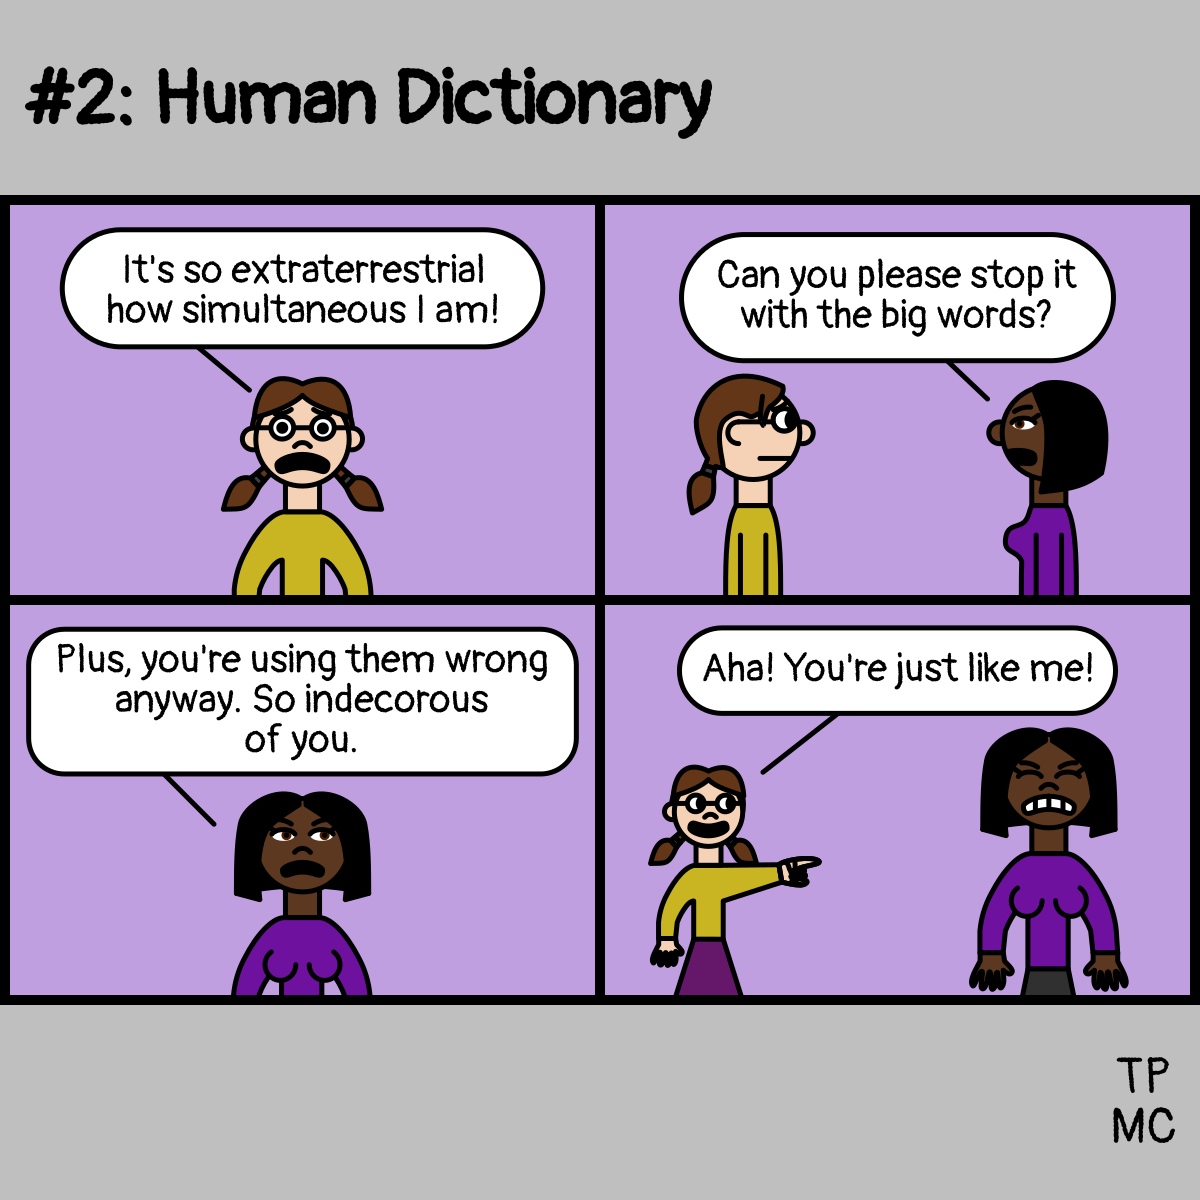 #2: Human Dictionary
It's so extraterrestrial
how simultaneous I am!
Can you please stop it
with the big words?
Plus, you're using them wrong
anyway. So indecorous
of you.
Aha! You're just like me!
TP
MC